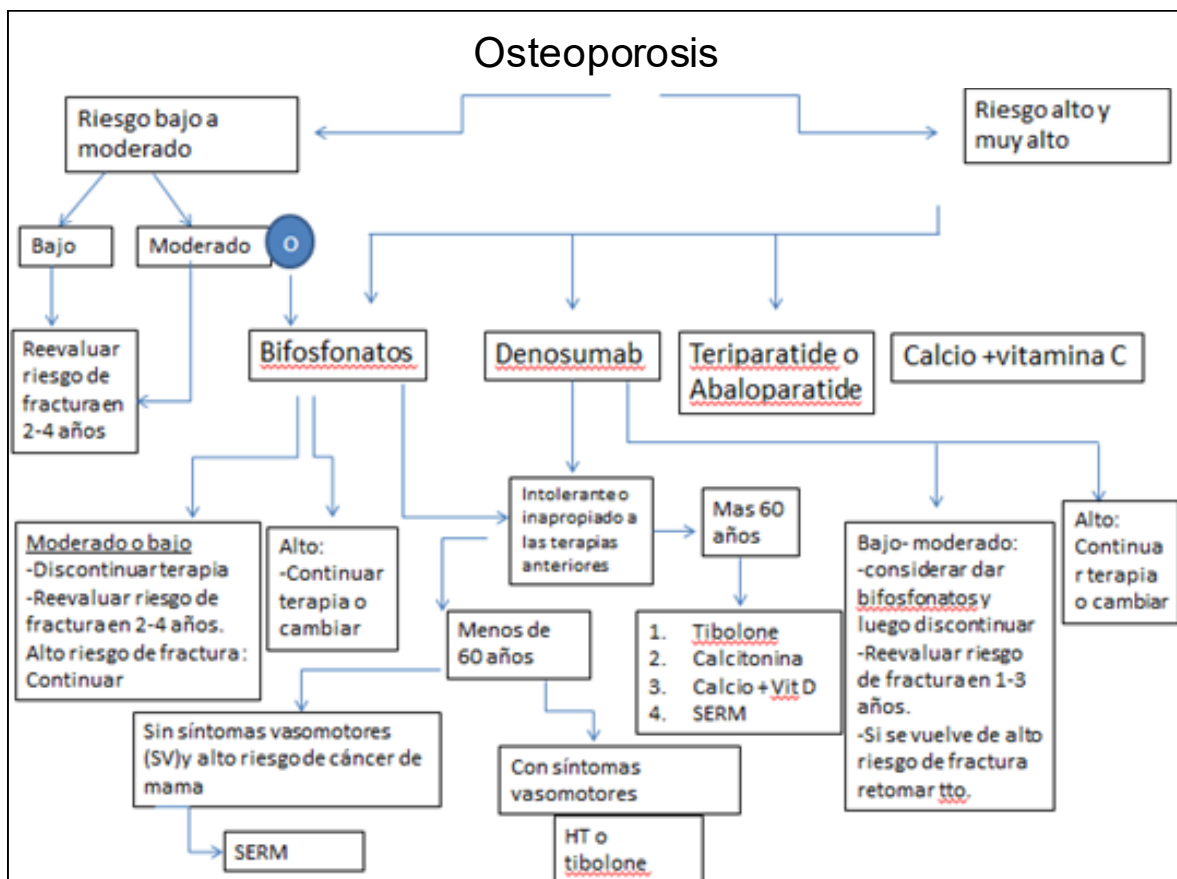 Osteoporosis
Riesgo bajo a
moderado
Riesgo alto y
muy alto
Bajo
Moderado
O
Reevaluar
riesgo de
fractura en
2-4 años
Bifosfonatos
Denosumab
Teriparatide o
Abaloparatide
Calcio +vitamina C
Moderado o bajo
-Discontinuar terapia
-Reevaluar riesgo de
fractura en 2-4 años.
Alto riesgo de fractura:
Continuar
Alto:
-Continuar
terapia o
cambiar
Intolerante o
inapropiado a
las terapias
anteriores
Mas 60
años
Menos de
60 años
1. Tibolone
2. Calcitonina
3. Calcio + Vit D
4. SERM
Bajo- moderado:
-considerar dar
bifosfonatos y
luego discontinuar
-Reevaluar riesgo
de fractura en 1-3
años.
-Si se vuelve de alto
riesgo de fractura
retomar tto.
Alto:
Continua
r terapia
o cambiar
Sin síntomas vasomotores
(SV)y alto riesgo de cáncer de
mama
Con síntomas
vasomotores
SERM
HT o
tibolone